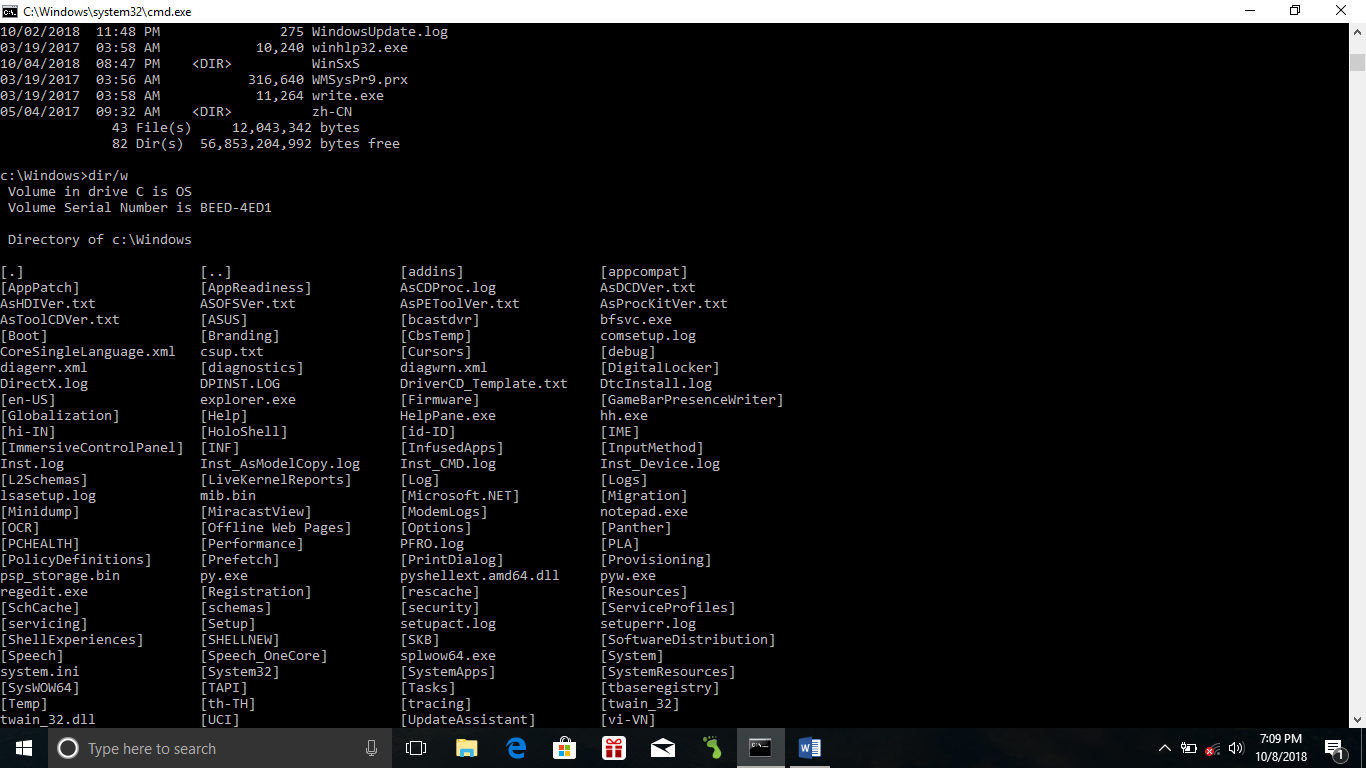 C:\Windows\system32\cmd.exe
10/02/2018  11:48 PM               275 WindowsUpdate.log
03/19/2017  03:58 AM            10,240 winhlp32.exe
10/04/2018  08:47 PM    <DIR>          WinSxS
03/19/2017  03:56 AM           316,640 WMSysPr9.prx
03/19/2017  03:58 AM            11,264 write.exe
05/04/2017  09:32 AM    <DIR>          zh-CN
              43 File(s)     12,043,342 bytes
              82 Dir(s)  56,853,204,992 bytes free
c:\Windows>dir/w
 Volume in drive C is OS
 Volume Serial Number is BEED-4ED1
 Directory of c:\Windows
[.]                      [..]                     [addins]                 [appcompat]
[AppPatch]               [AppReadiness]           AsCDProc.log             AsDCDVer.txt
AsHDIVer.txt             ASOFSVer.txt             AsPEToolVer.txt          AsProcKitVer.txt
AsToolCDVer.txt          [ASUS]                   [bcastdvr]               bfsvc.exe
[Boot]                   [Branding]               [CbsTemp]                comsetup.log
CoreSingleLanguage.xml   csup.txt                 [Cursors]                [debug]
diagerr.xml              [diagnostics]            diagwrn.xml              [DigitalLocker]
DirectX.log              DPINST.LOG               DriverCD_Template.txt    DtcInstall.log
[en-US]                  explorer.exe             [Firmware]               [GameBarPresenceWriter]
[Globalization]          [Help]                   HelpPane.exe             hh.exe
[hi-IN]                  [HoloShell]              [id-ID]                  [IME]
[ImmersiveControlPanel]  [INF]                    [InfusedApps]            [InputMethod]
Inst.log                 Inst_AsModelCopy.log     Inst_CMD.log             Inst_Device.log
[L2Schemas]              [LiveKernelReports]      [Log]                    [Logs]
lsasetup.log             mib.bin                  [Microsoft.NET]          [Migration]
[Minidump]               [MiracastView]           [ModemLogs]              notepad.exe
[OCR]                    [Offline Web Pages]      [Options]                [Panther]
[PCHEALTH]               [Performance]            PFRO.log                 [PLA]
[PolicyDefinitions]      [Prefetch]               [PrintDialog]            [Provisioning]
psp_storage.bin          py.exe                   pyshellext.amd64.dll     pyw.exe
regedit.exe              [Registration]           [rescache]               [Resources]
[SchCache]               [schemas]                [security]               [ServiceProfiles]
[servicing]              [Setup]                  setupact.log             setuperr.log
[ShellExperiences]       [SHELLNEW]               [SKB]                    [SoftwareDistribution]
[Speech]                 [Speech_OneCore]         splwow64.exe             [System]
system.ini               [System32]               [SystemApps]             [SystemResources]
[SysWOW64]               [TAPI]                   [Tasks]                  [tbaseregistry]
[Temp]                   [th-TH]                  [tracing]                [twain_32]
twain_32.dll             [UCI]                    [UpdateAssistant]        [vi-VN]
Type here to search
7:09 PM
10/8/2018
1